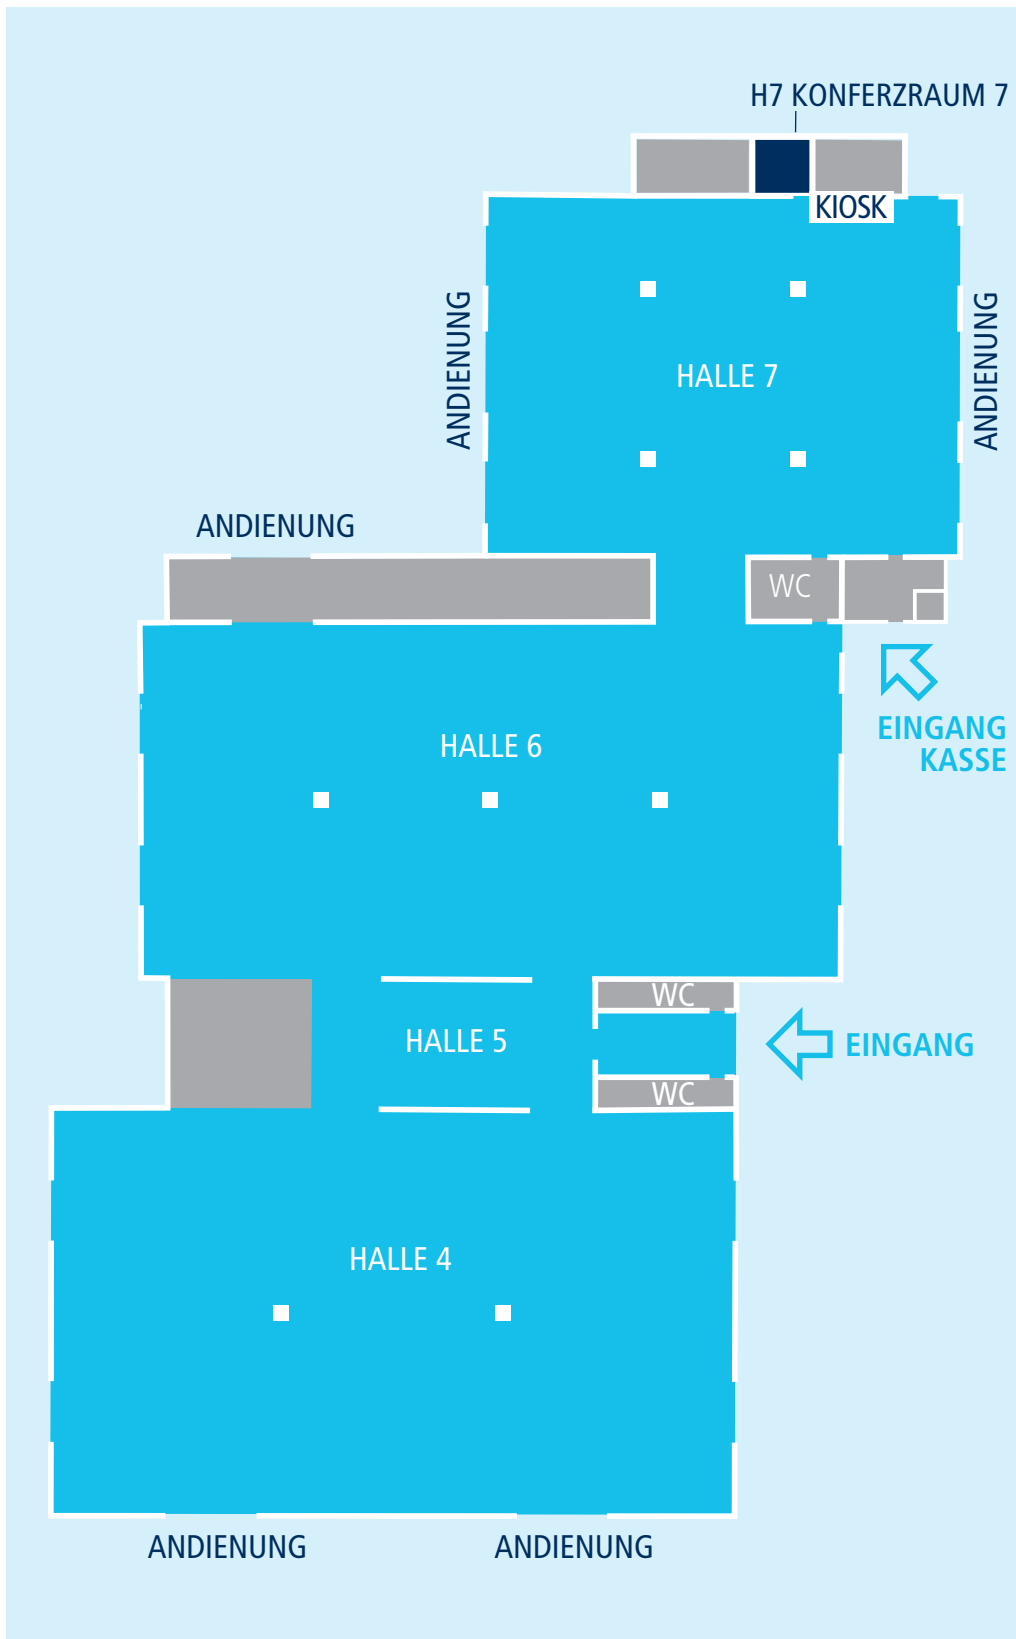 H7 KONFERZRAUM 7
KIOSK
ANDIENUNG
ANDIENUNG
HALLE 7
ANDIENUNG
WC
EINGANG
KASSE
HALLE 6
WC
HALLE 5
EINGANG
WC
HALLE 4
ANDIENUNG
ANDIENUNG